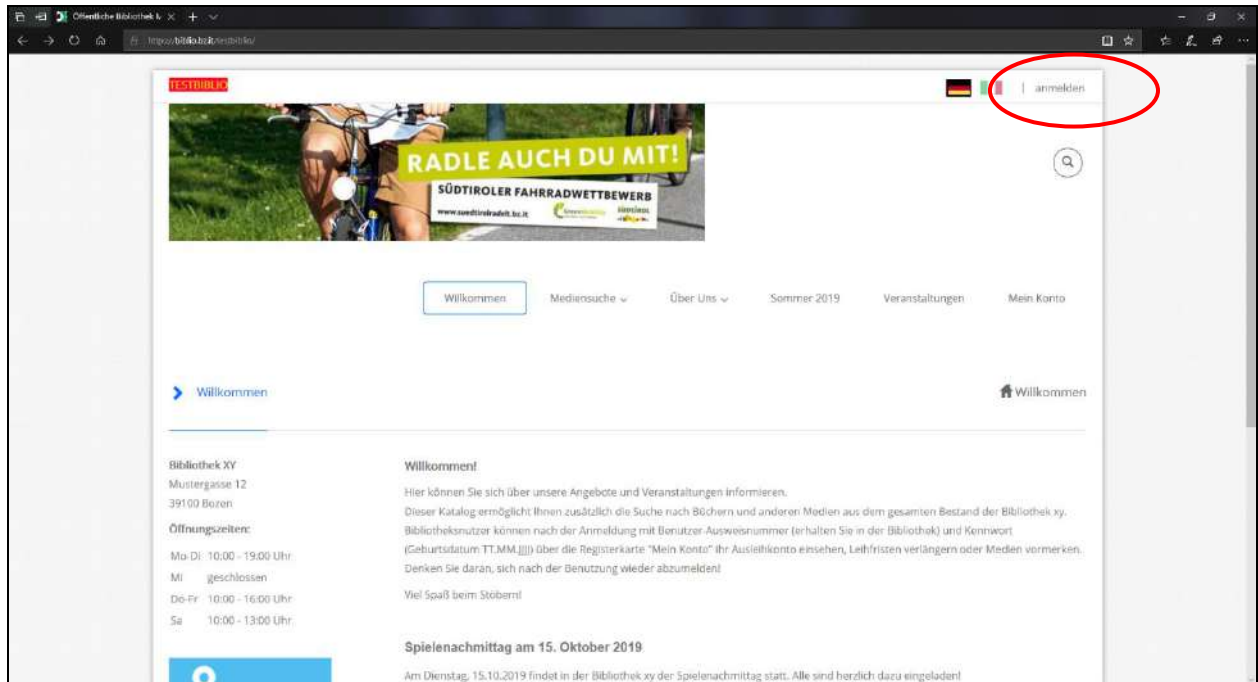 Öffentliche Bibliothek
https://biblio.bz.it/testbiblio/
TESTBIBLIO
| anmelden
RADLE AUCH DU MIT!
SÜDTIROLER FAHRRADWETTBEWERB
www.suedtirolradelt.bz.it
Willkommen
Mediensuche
Über Uns
Sommer 2019
Veranstaltungen
Mein Konto
Willkommen
Willkommen
Bibliothek XY
Mustergasse 12
39100 Bozen
Öffnungszeiten:
Mo-Di 10:00 - 19:00 Uhr
Mi geschlossen
Do-Fr 10:00 - 16:00 Uhr
Sa 10:00 - 13:00 Uhr
Willkommen!
Hier können Sie sich über unsere Angebote und Veranstaltungen informieren.
Dieser Katalog ermöglicht Ihnen zusätzlich die Suche nach Büchern und anderen Medien aus dem gesamten Bestand der Bibliothek xy.
Bibliotheksnutzer können nach der Anmeldung mit Benutzer-Ausweisnummer (erhalten Sie in der Bibliothek) und Kennwort
(Geburtsdatum TT.MM.JJJJ) über die Registerkarte "Mein Konto" ihr Ausleihkonto einsehen, Leihfristen verlängern oder Medien vormerken.
Denken Sie daran, sich nach der Benutzung wieder abzumelden!
Viel Spaß beim Stöbern!
Spielenachmittag am 15. Oktober 2019
Am Dienstag, 15.10.2019 findet in der Bibliothek xy der Spielenachmittag statt. Alle sind herzlich dazu eingeladen!